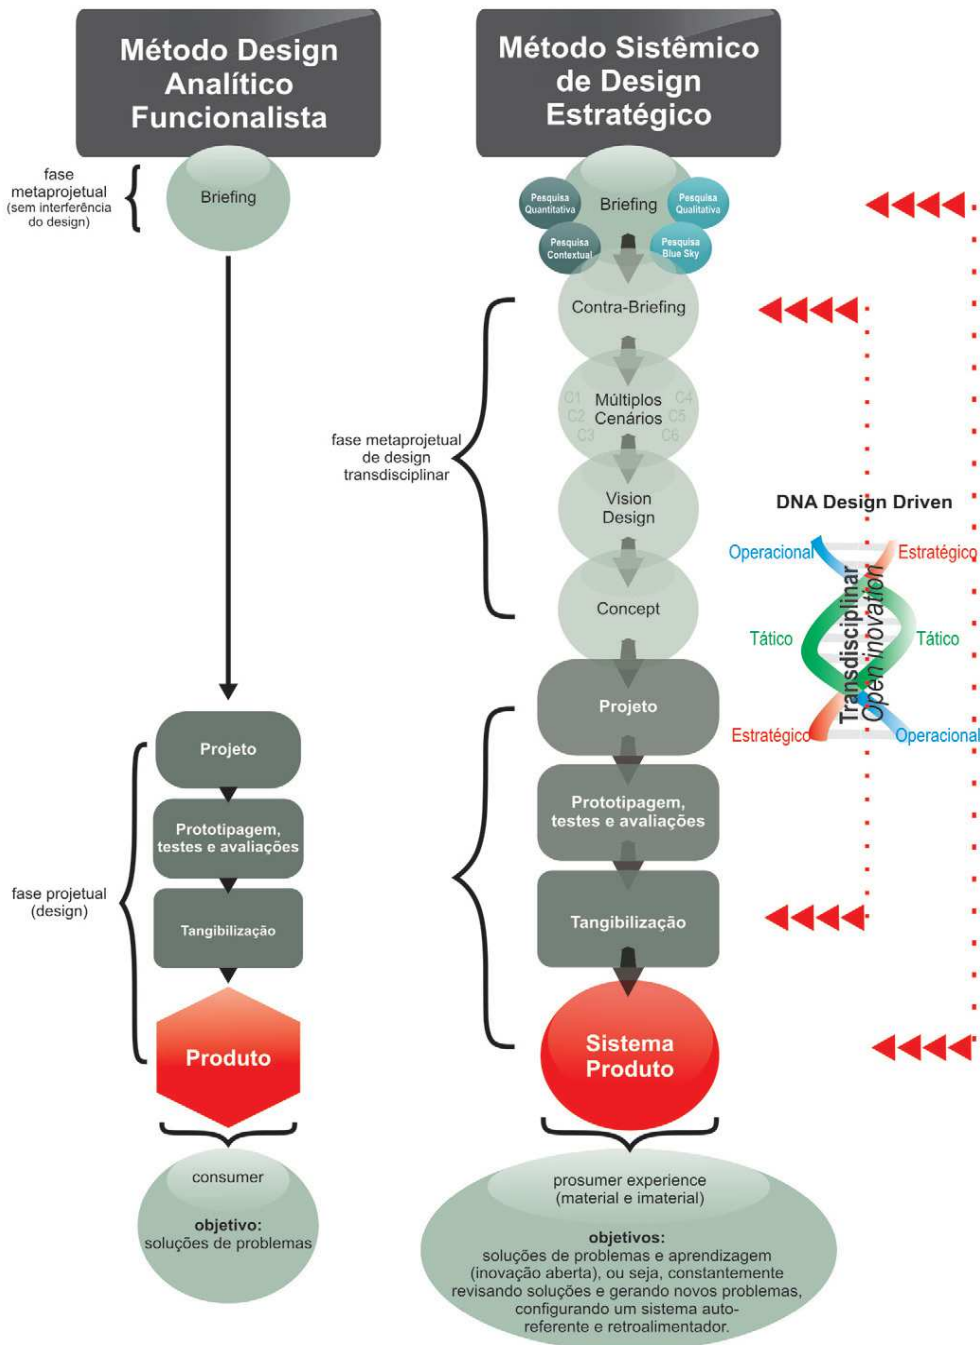 Método Design
Analítico
Funcionalista
fase
metaprojetual
(sem interferência
do design)
Briefing
fase projetual
(design)
Projeto
Prototipagem,
testes e avaliações
Tangibilização
Produto
consumer
objetivo:
soluções de problemas
Método Sistêmico
de Design
Estratégico
Pesquisa
Quantitativa
Briefing
Pesquisa
Qualitativa
Pesquisa
Contextual
Pesquisa
Blue Sky
Contra-Briefing
fase metaprojetual
de design
transdisciplinar
C1
C2
C3
Múltiplos
Cenários
C4
C5
C6
Vision
Design
Concept
Projeto
Prototipagem,
testes e avaliações
Tangibilização
Sistema
Produto
prosumer experience
(material e imaterial)
objetivos:
soluções de problemas e aprendizagem
(inovação aberta), ou seja, constantemente
revisando soluções e gerando novos problemas,
configurando um sistema auto-
referente e retroalimentador.
DNA Design Driven
Operacional
Estratégico
Tático
Tático
Estratégico
Operacional
Transdisciplinar
Open inovation